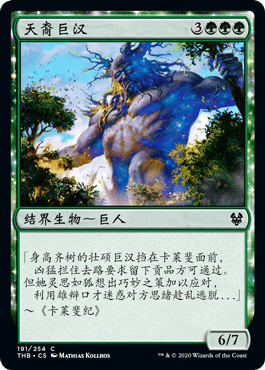 天裔巨汉 3
结界生物~巨人
「身高齐树的壮硕巨汉挡在卡莱斐面前,
凶猛拦住去路要求留下贡品方可通过。
但她灵思如狐想出巧妙之策加以应对,
利用雄辩口才迷惑对方思绪趁乱逃脱…」
~《卡莱斐纪》
6/7
191/254 C
THB • CS MATHIAS KOLLROS
™ & © 2020 Wizards of the Coast